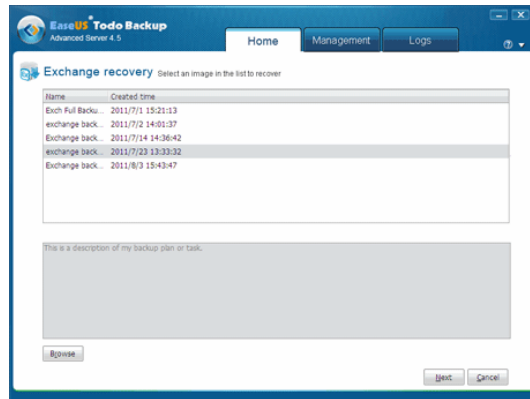 EaseUS Todo Backup
Advanced Server 4.5
Home
Management
Logs
Exchange recovery Select an image in the list to recover
Name Created time
Exch Full Backu... 2011/7/1 15:21:13
exchange back... 2011/7/2 14:01:37
Exchange back... 2011/7/14 14:36:42
exchange back... 2011/7/23 13:33:32
Exchange back... 2011/8/3 15:43:47
This is a description of my backup plan or task.
Browse
Next Cancel